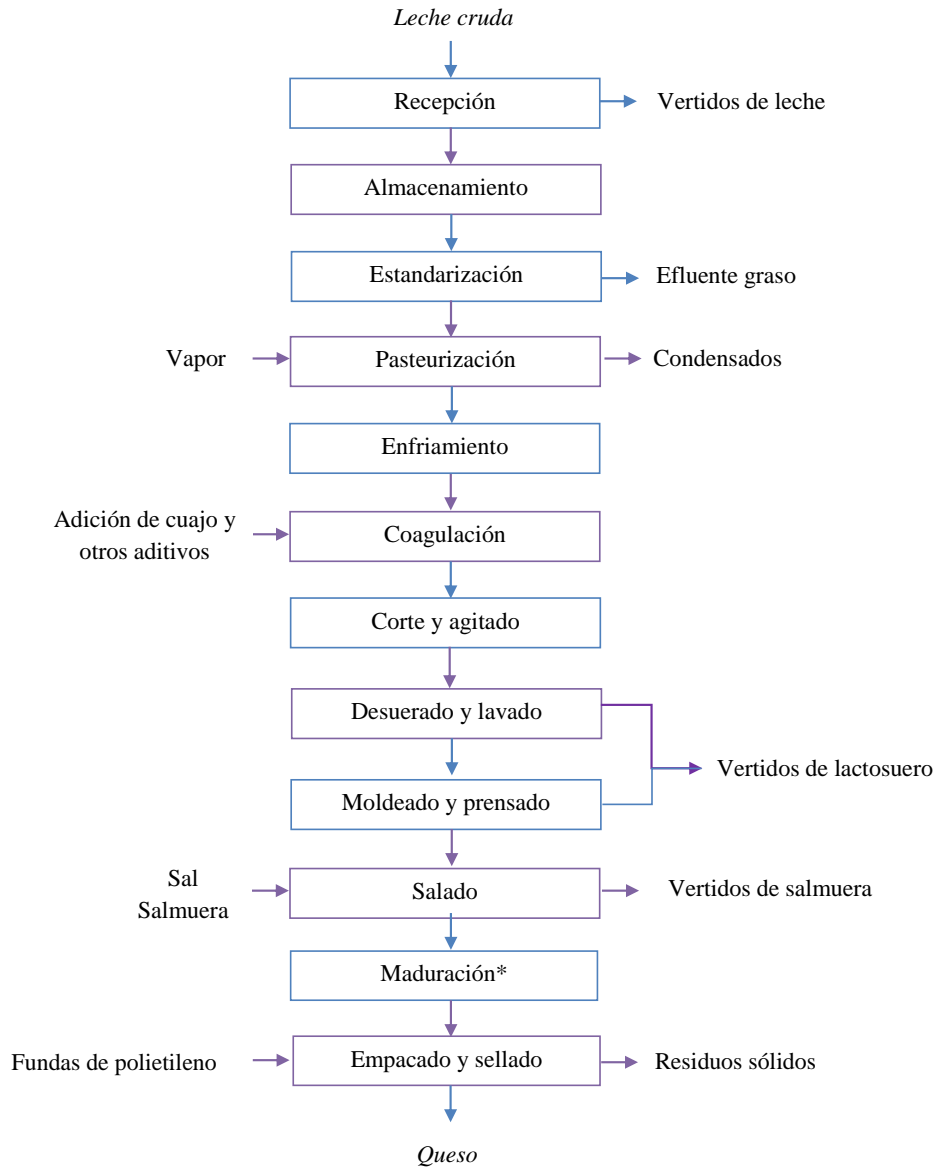 Leche cruda
Recepción
Vertidos de leche
Almacenamiento
Estandarización
Efluente graso
Vapor
Pasteurización
Condensados
Enfriamiento
Adición de cuajo y
otros aditivos
Coagulación
Corte y agitado
Desuerado y lavado
Vertidos de lactosuero
Moldeado y prensado
Sal
Salmuera
Salado
Vertidos de salmuera
Maduración*
Fundas de polietileno
Empacado y sellado
Residuos sólidos
Queso